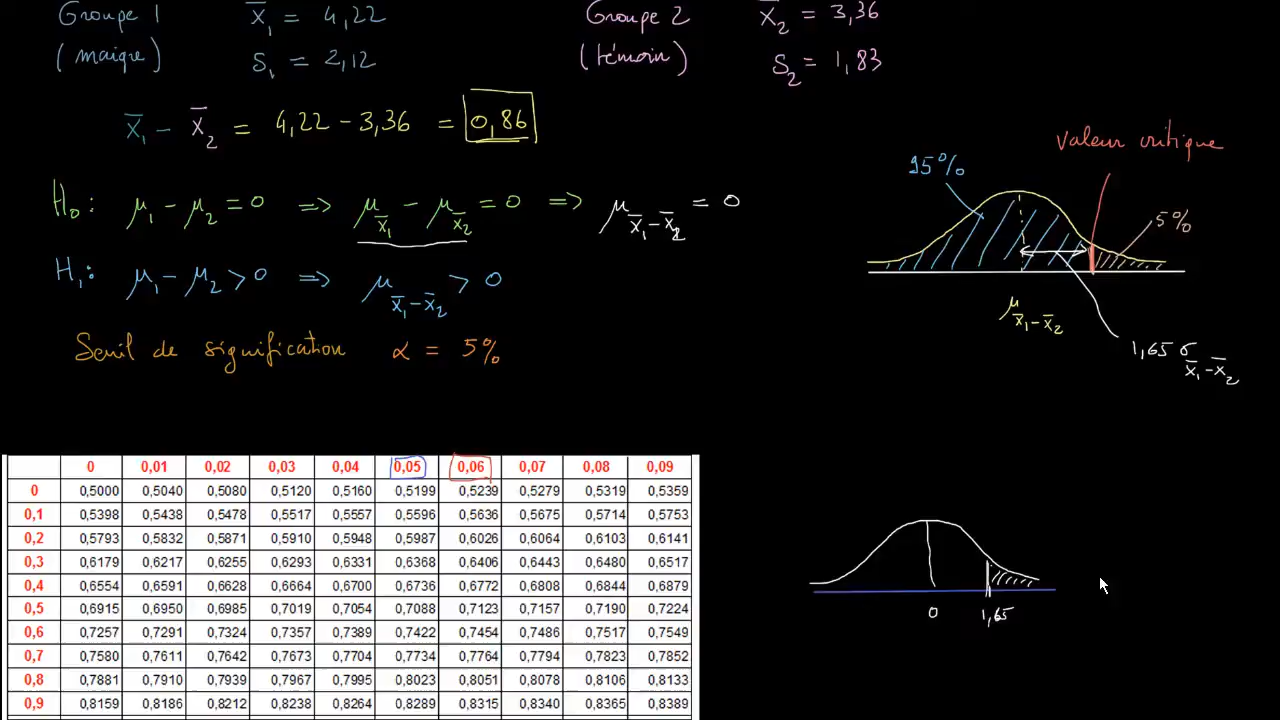 Groupe 1 x̄₁ = 4,22 Groupe 2 x̄₂ = 3,36
(maigre) S₁ = 2,12 (témoin) S₂ = 1,83
x̄₁ - x̄₂ = 4,22 - 3,36 = 0,86
valeur critique
95%
5%
H₀: μ₁ - μ₂ = 0 => μx̄₁ - μx̄₂ = 0 => μx̄₁-x̄₂ = 0
H₁: μ₁ - μ₂ > 0 => μx̄₁-x̄₂ > 0
μx̄₁-x̄₂
1,65 σx̄₁-x̄₂
Seuil de signification α = 5%
0 0,01 0,02 0,03 0,04 0,05 0,06 0,07 0,08 0,09
0 0,5000 0,5040 0,5080 0,5120 0,5160 0,5199 0,5239 0,5279 0,5319 0,5359
0,1 0,5398 0,5438 0,5478 0,5517 0,5557 0,5596 0,5636 0,5675 0,5714 0,5753
0,2 0,5793 0,5832 0,5871 0,5910 0,5948 0,5987 0,6026 0,6064 0,6103 0,6141
0,3 0,6179 0,6217 0,6255 0,6293 0,6331 0,6368 0,6406 0,6443 0,6480 0,6517
0,4 0,6554 0,6591 0,6628 0,6664 0,6700 0,6736 0,6772 0,6808 0,6844 0,6879
0,5 0,6915 0,6950 0,6985 0,7019 0,7054 0,7088 0,7123 0,7157 0,7190 0,7224
0,6 0,7257 0,7291 0,7324 0,7357 0,7389 0,7422 0,7454 0,7486 0,7517 0,7549
0,7 0,7580 0,7611 0,7642 0,7673 0,7704 0,7734 0,7764 0,7794 0,7823 0,7852
0,8 0,7881 0,7910 0,7939 0,7967 0,7995 0,8023 0,8051 0,8078 0,8106 0,8133
0,9 0,8159 0,8186 0,8212 0,8238 0,8264 0,8289 0,8315 0,8340 0,8365 0,8389
0 1,65